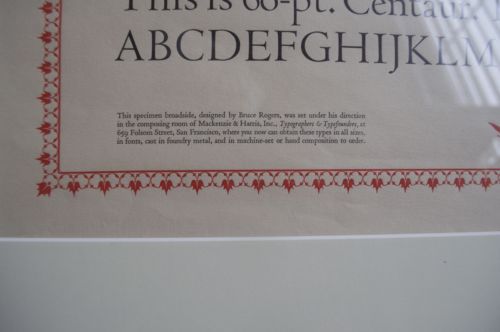 This is 60-pt. Centaur.
ABCDEFGHIJKLM
This specimen broadside, designed by Bruce Rogers, was set under his direction
in the composing room of Mackenzie & Harris, Inc., Typographers & Typefounders, at
659 Folsom Street, San Francisco, where you now can obtain these types in all sizes,
in fonts, cast in foundry metal, and in machine-set or hand composition to order.